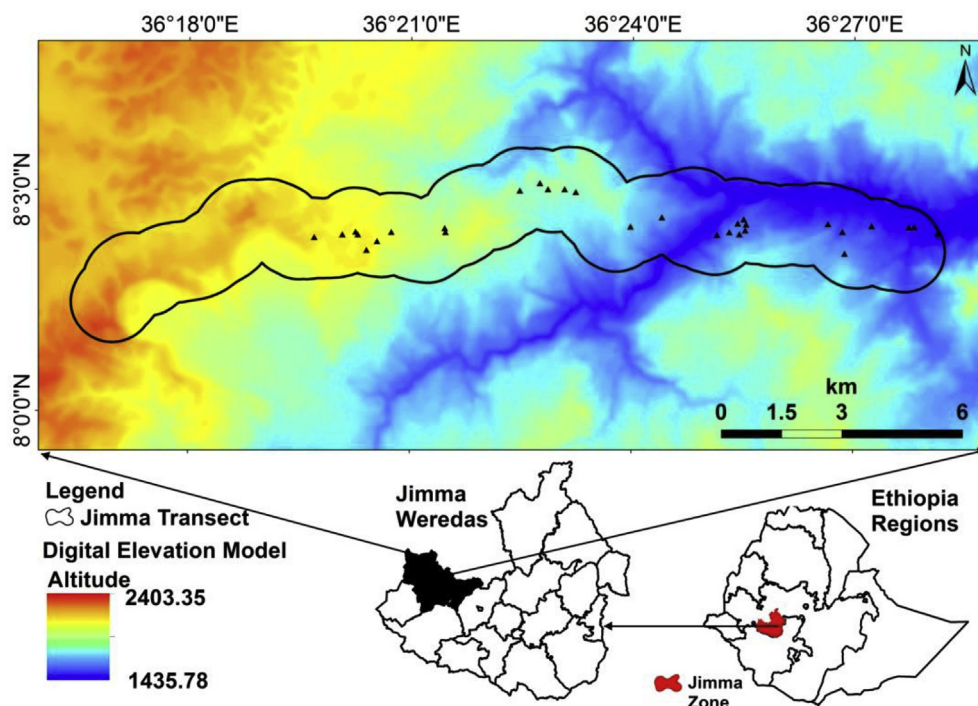 36°18'0"E 36°21'0"E 36°24'0"E 36°27'0"E
N
8°3'0"N
8°0'0"N
km
0 1.5 3 6
Legend
Jimma Transect
Digital Elevation Model
Altitude
2403.35
1435.78
Jimma
Weredas
Ethiopia
Regions
Jimma
Zone